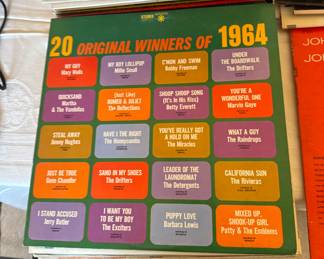 STEREO
20 ORIGINAL WINNERS OF 1964
MY GUY
Mary Wells
MY BOY LOLLIPOP
Millie Small
C'MON AND SWIM
Bobby Freeman
UNDER
THE BOARDWALK
The Drifters
QUICKSAND
Martha
& The Vandellas
(Just Like)
ROMEO & JULIET
The Reflections
SHOOP SHOOP SONG
(It's In His Kiss)
Betty Everett
YOU'RE A
WONDERFUL ONE
Marvin Gaye
STEAL AWAY
Jimmy Hughes
HAVE I THE RIGHT
The Honeycombs
YOU'VE REALLY GOT
A HOLD ON ME
The Miracles
WHAT A GUY
The Raindrops
JUST BE TRUE
Gene Chandler
SAND IN MY SHOES
The Drifters
LEADER OF THE
LAUNDROMAT
The Detergents
CALIFORNIA SUN
The Rivieras
I STAND ACCUSED
Jerry Butler
I WANT YOU
TO BE MY BOY
The Exciters
PUPPY LOVE
Barbara Lewis
MIXED UP,
SHOOK-UP GIRL
Patty & The Emblems